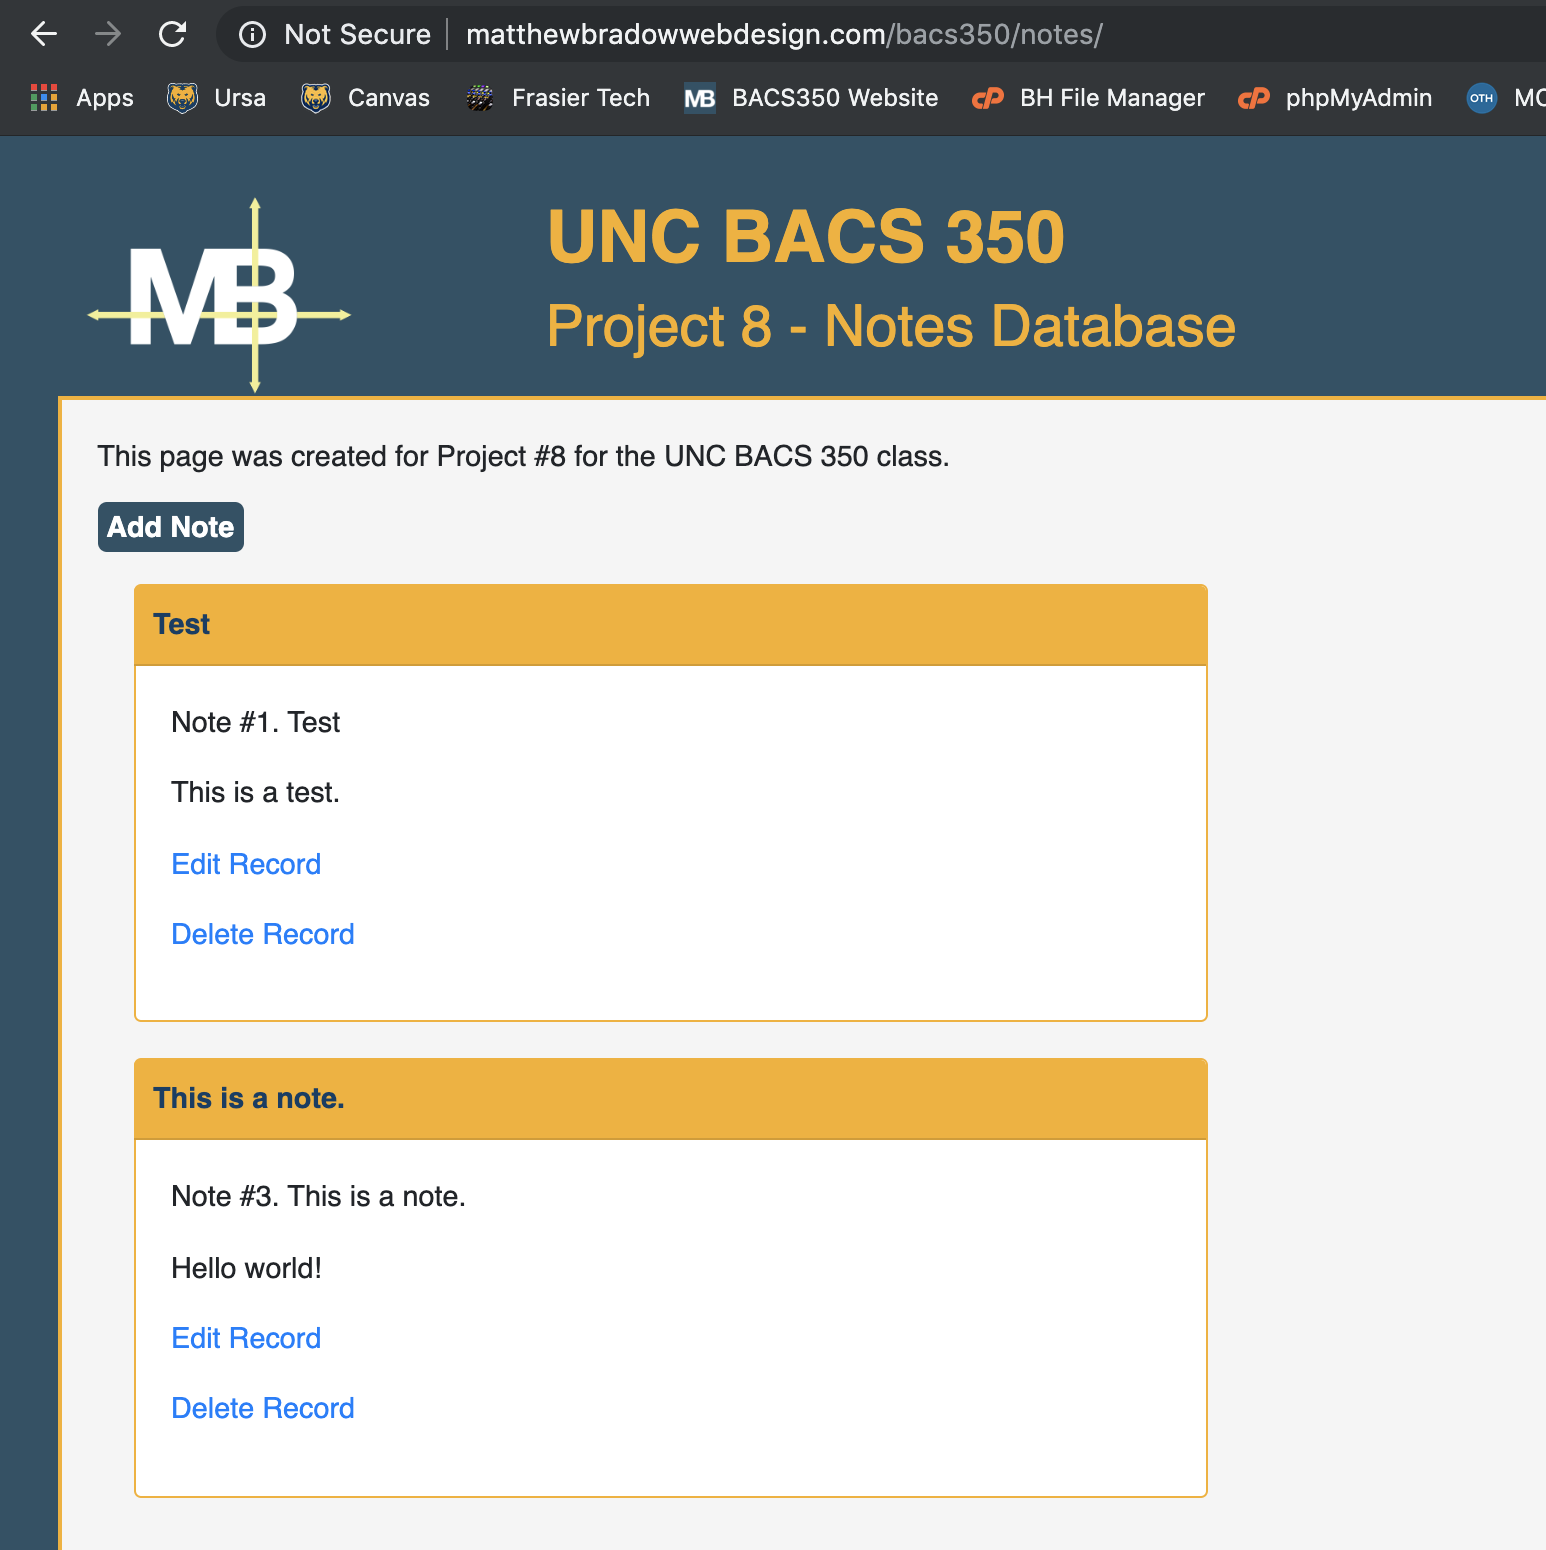 Not Secure | matthewbradowwebdesign.com/bacs350/notes/
Apps Ursa Canvas Frasier Tech MB BACS350 Website cP BH File Manager cP phpMyAdmin OTH MC
MB
UNC BACS 350
Project 8 - Notes Database
This page was created for Project #8 for the UNC BACS 350 class.
Add Note
Test
Note #1. Test
This is a test.
Edit Record
Delete Record
This is a note.
Note #3. This is a note.
Hello world!
Edit Record
Delete Record